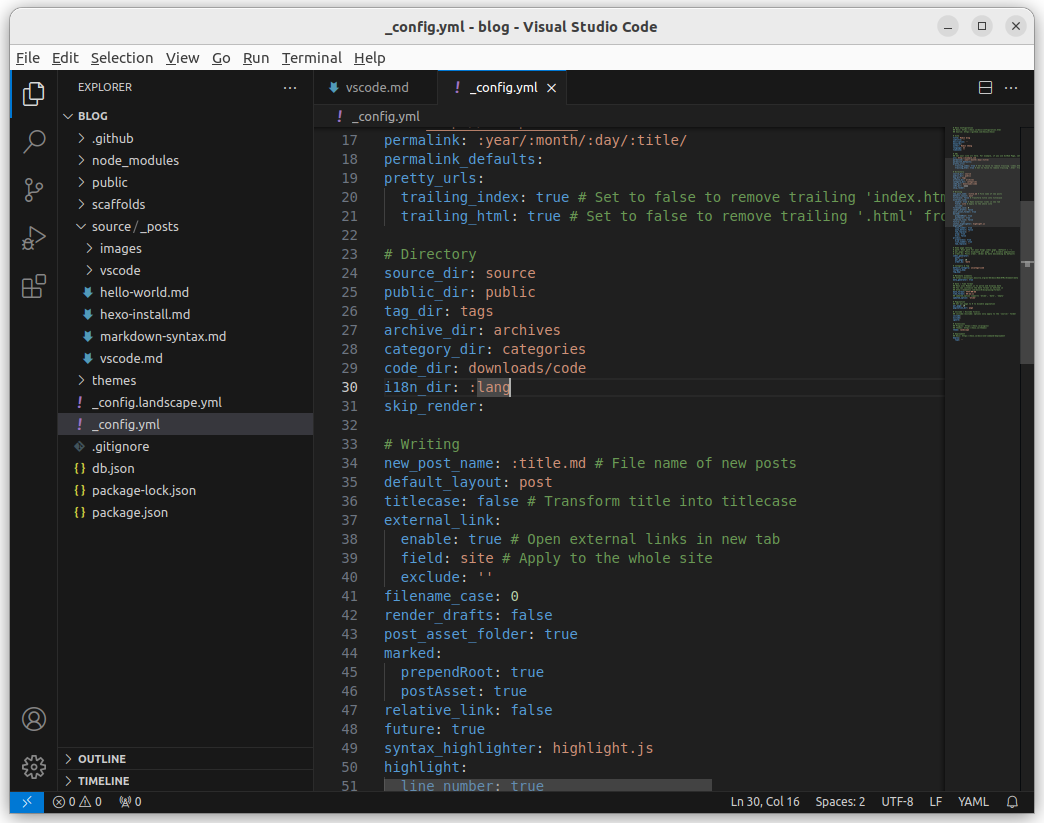 _config.yml - blog - Visual Studio Code
File Edit Selection View Go Run Terminal Help
EXPLORER
BLOG
.github
node_modules
public
scaffolds
source / _posts
images
vscode
hello-world.md
hexo-install.md
markdown-syntax.md
vscode.md
themes
_config.landscape.yml
_config.yml
.gitignore
db.json
package-lock.json
package.json
OUTLINE
TIMELINE
vscode.md
_config.yml
_config.yml
17 permalink: :year/:month/:day/:title/
18 permalink_defaults:
19 pretty_urls:
20 trailing_index: true # Set to false to remove trailing 'index.htm
21 trailing_html: true # Set to false to remove trailing '.html' fro
22
23 # Directory
24 source_dir: source
25 public_dir: public
26 tag_dir: tags
27 archive_dir: archives
28 category_dir: categories
29 code_dir: downloads/code
30 i18n_dir: :lang
31 skip_render:
32
33 # Writing
34 new_post_name: :title.md # File name of new posts
35 default_layout: post
36 titlecase: false # Transform title into titlecase
37 external_link:
38 enable: true # Open external links in new tab
39 field: site # Apply to the whole site
40 exclude: ''
41 filename_case: 0
42 render_drafts: false
43 post_asset_folder: true
44 marked:
45 prependRoot: true
46 postAsset: true
47 relative_link: false
48 future: true
49 syntax_highlighter: highlight.js
50 highlight:
51 line_number: true
0 0 0
Ln 30, Col 16 Spaces: 2 UTF-8 LF YAML